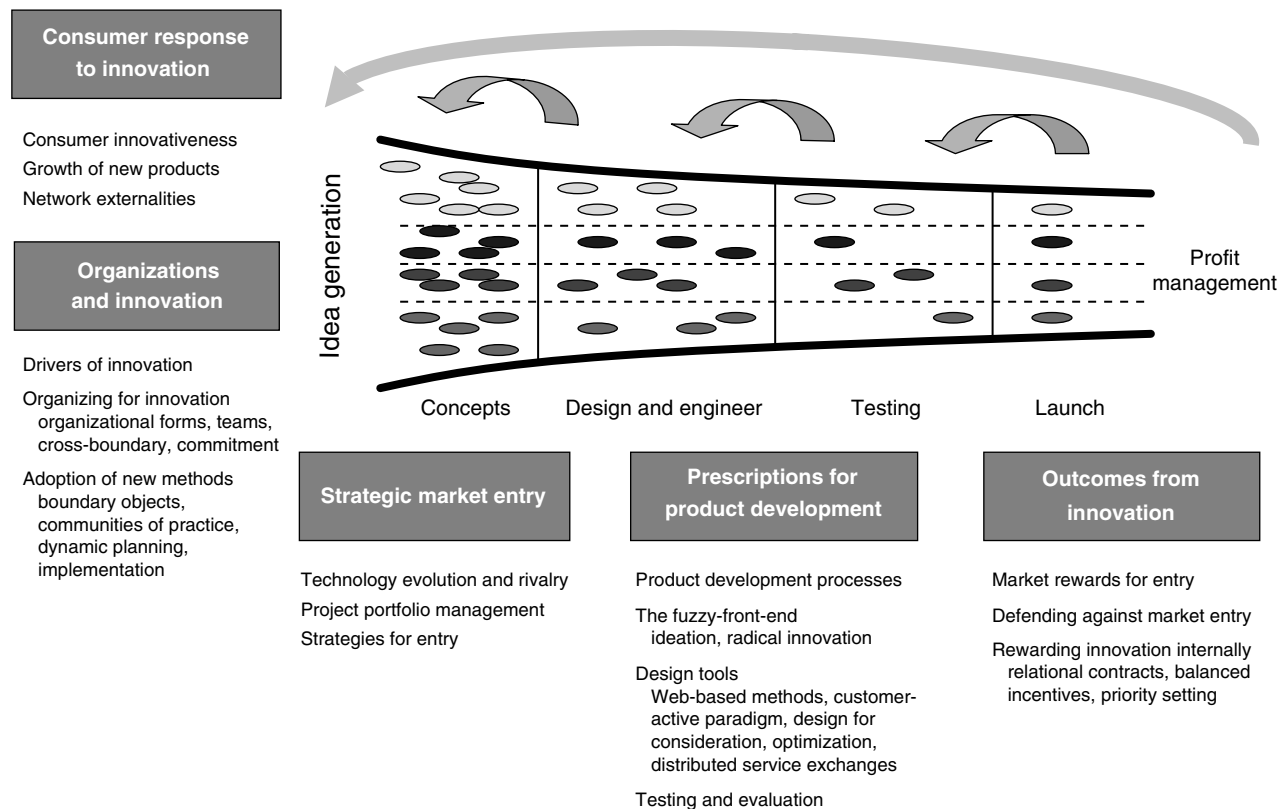 Consumer response
to innovation
Consumer innovativeness
Growth of new products
Network externalities
Organizations
and innovation
Drivers of innovation
Organizing for innovation
organizational forms, teams,
cross-boundary, commitment
Adoption of new methods
boundary objects,
communities of practice,
dynamic planning,
implementation
Idea generation
Profit
management
Concepts
Design and engineer
Testing
Launch
Strategic market entry
Technology evolution and rivalry
Project portfolio management
Strategies for entry
Prescriptions for
product development
Product development processes
The fuzzy-front-end
ideation, radical innovation
Design tools
Web-based methods, customer-
active paradigm, design for
consideration, optimization,
distributed service exchanges
Testing and evaluation
Outcomes from
innovation
Market rewards for entry
Defending against market entry
Rewarding innovation internally
relational contracts, balanced
incentives, priority setting